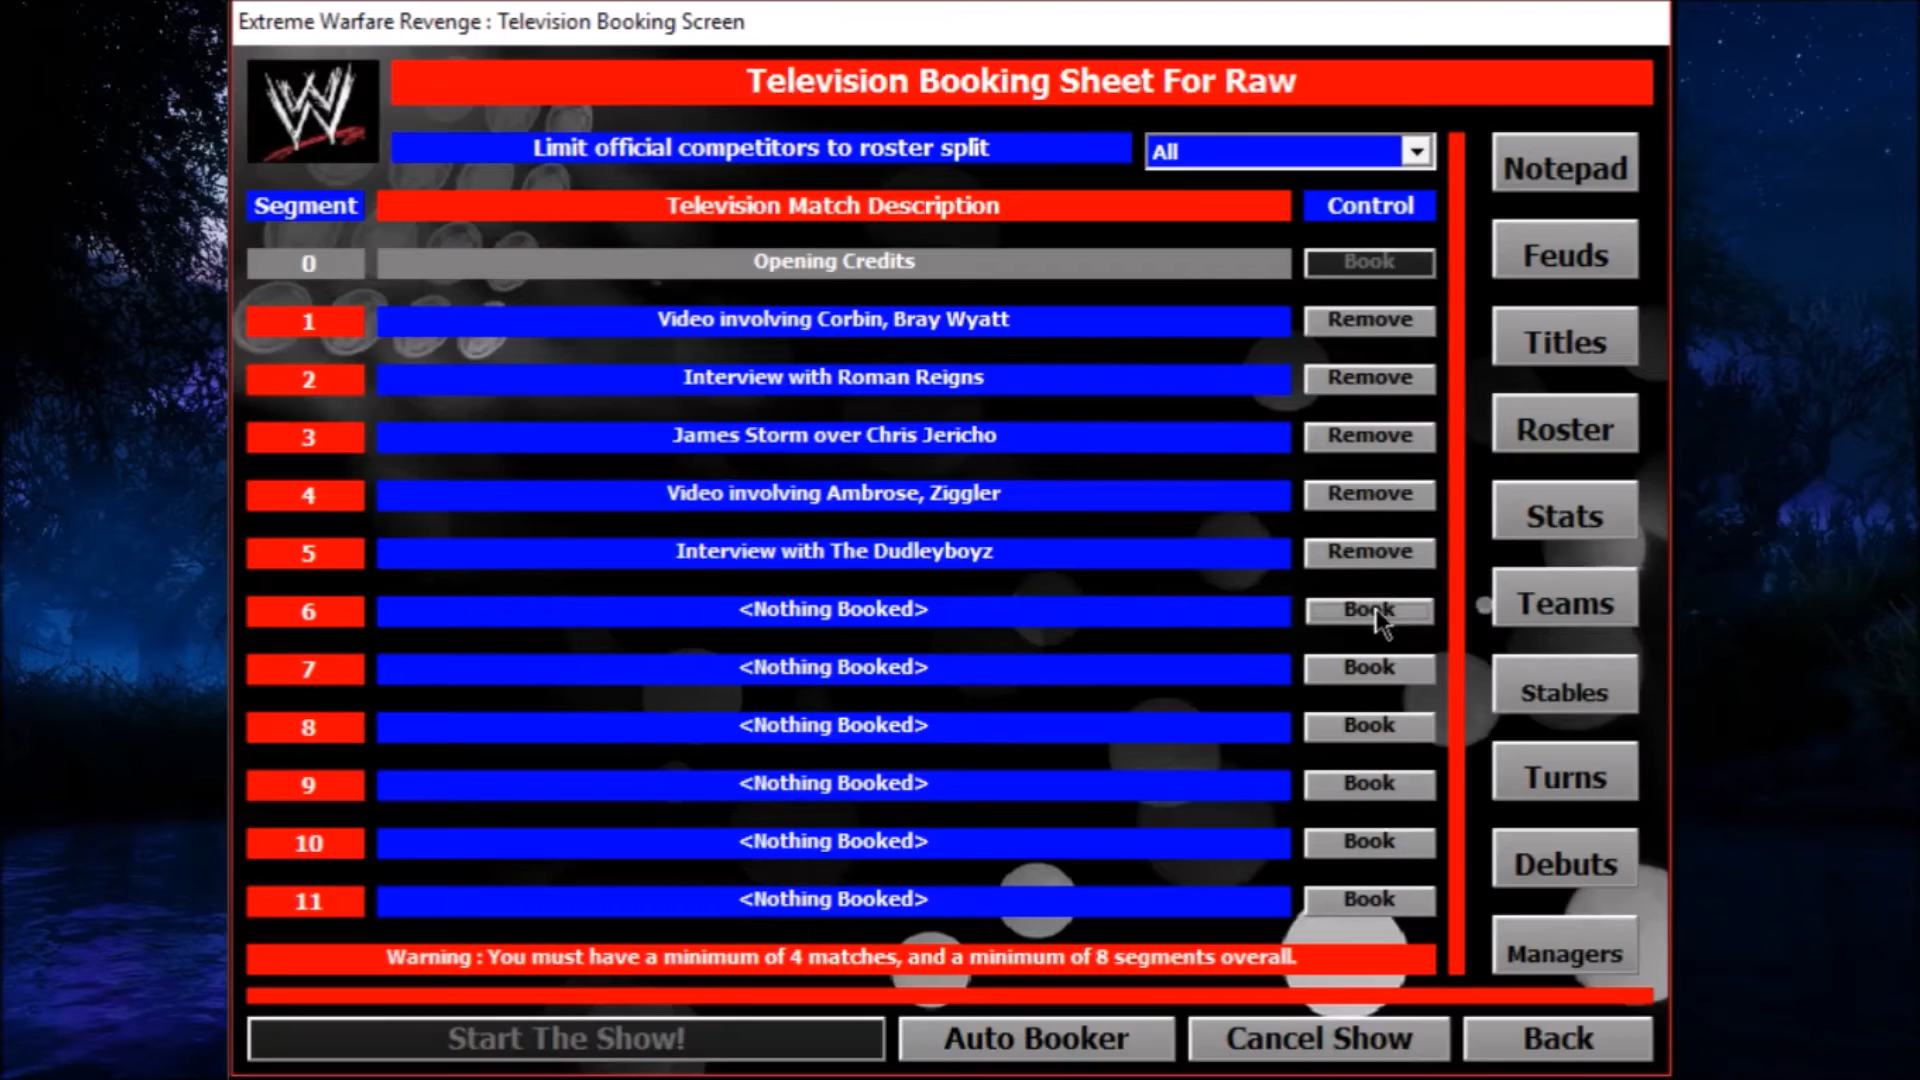 Extreme Warfare Revenge : Television Booking Screen
W
Television Booking Sheet For Raw
Limit official competitors to roster split
All
Notepad
Segment
Television Match Description
Control
Feuds
0
Opening Credits
Book
1
Video involving Corbin, Bray Wyatt
Remove
Titles
2
Interview with Roman Reigns
Remove
Roster
3
James Storm over Chris Jericho
Remove
4
Video involving Ambrose, Ziggler
Remove
Stats
5
Interview with The Dudleyboyz
Remove
6
<Nothing Booked>
Book
Teams
7
<Nothing Booked>
Book
Stables
8
<Nothing Booked>
Book
9
<Nothing Booked>
Book
Turns
10
<Nothing Booked>
Book
Debuts
11
<Nothing Booked>
Book
Warning : You must have a minimum of 4 matches, and a minimum of 8 segments overall.
Managers
Start The Show!
Auto Booker
Cancel Show
Back